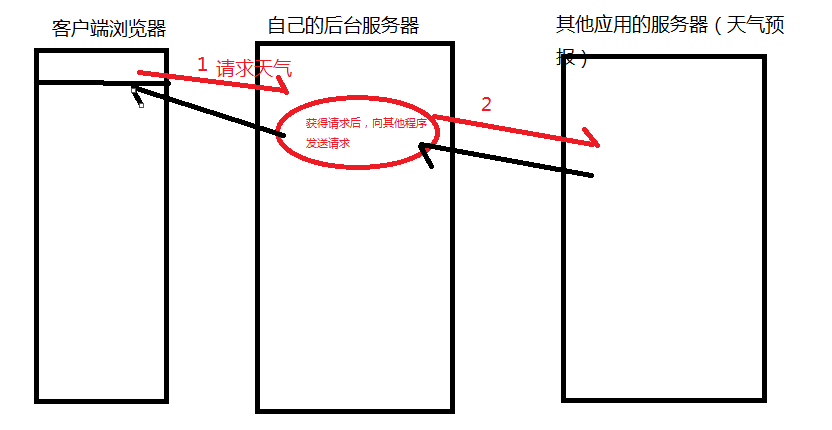 客户端浏览器
自己的后台服务器
其他应用的服务器（天气预
报）
1 请求天气
获得请求后，向其他程序
发送请求
2